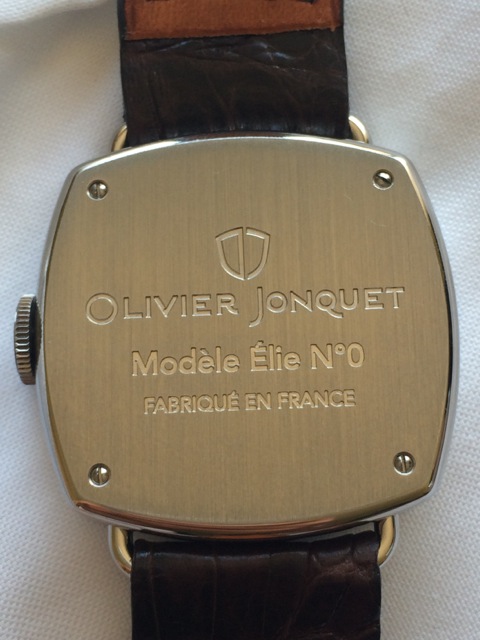 OLIVIER JONQUET
Modèle Élie N°0
FABRIQUÉ EN FRANCE